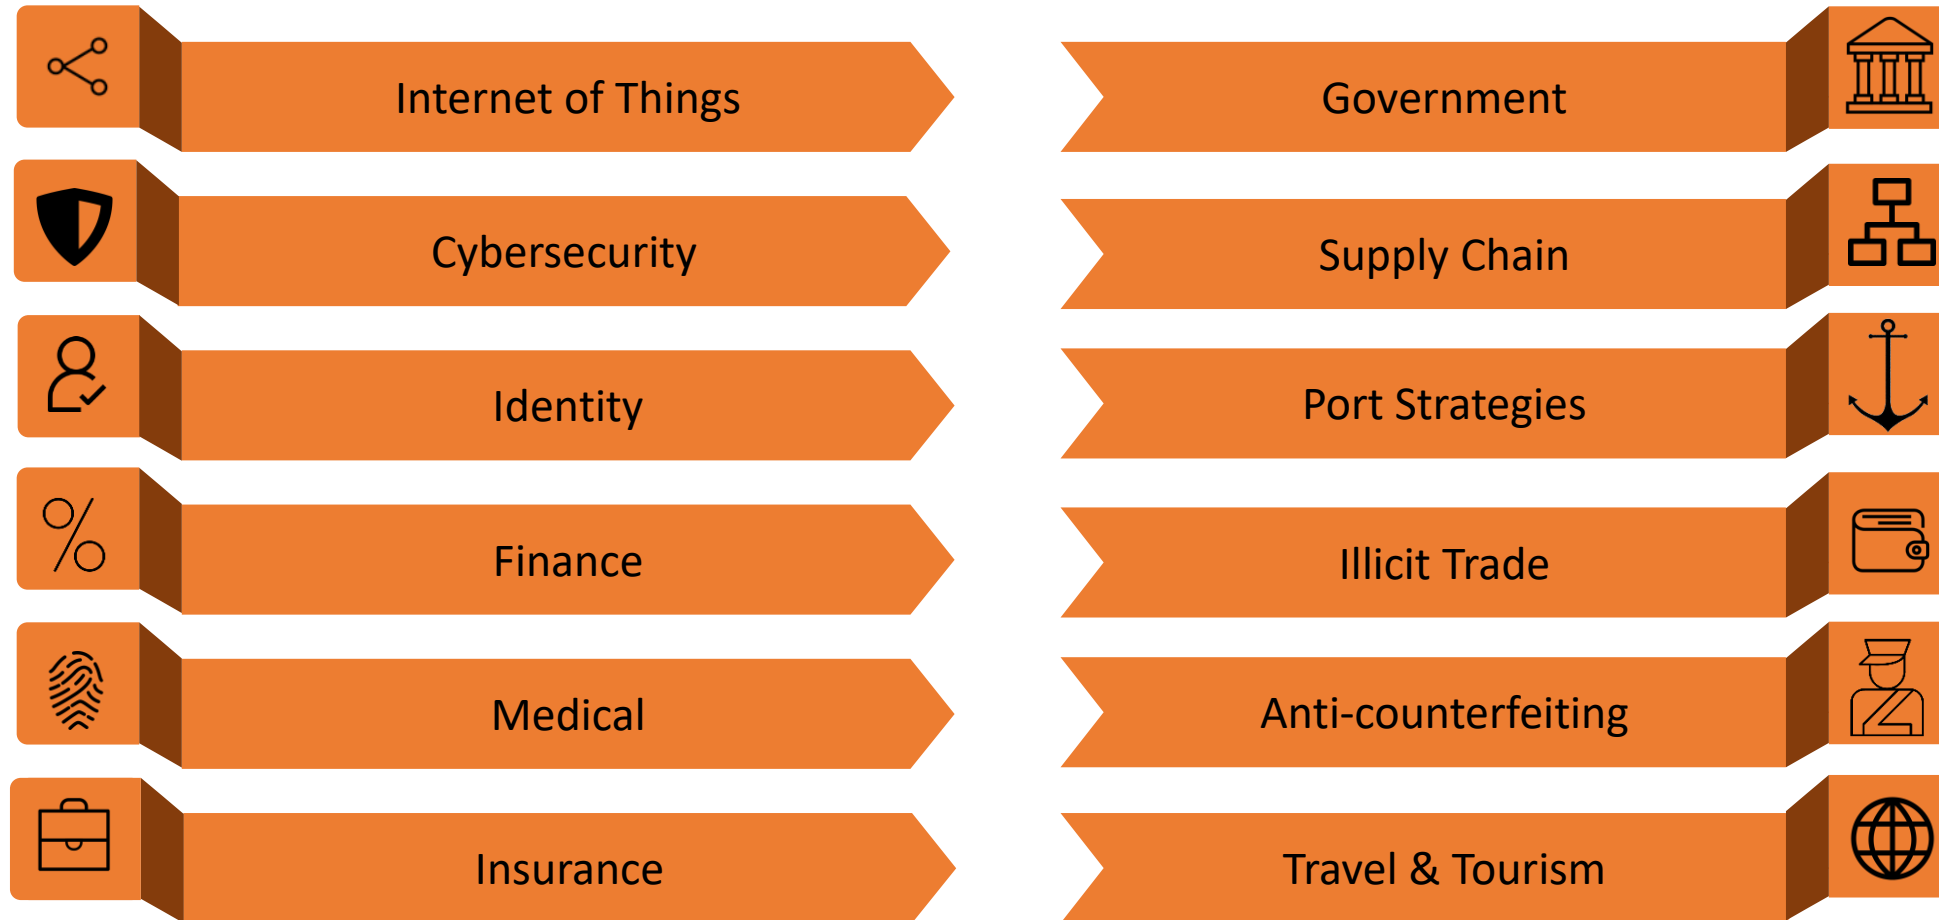 Internet of Things
Cybersecurity
Identity
Finance
Medical
Insurance
Government
Supply Chain
Port Strategies
Illicit Trade
Anti-counterfeiting
Travel & Tourism